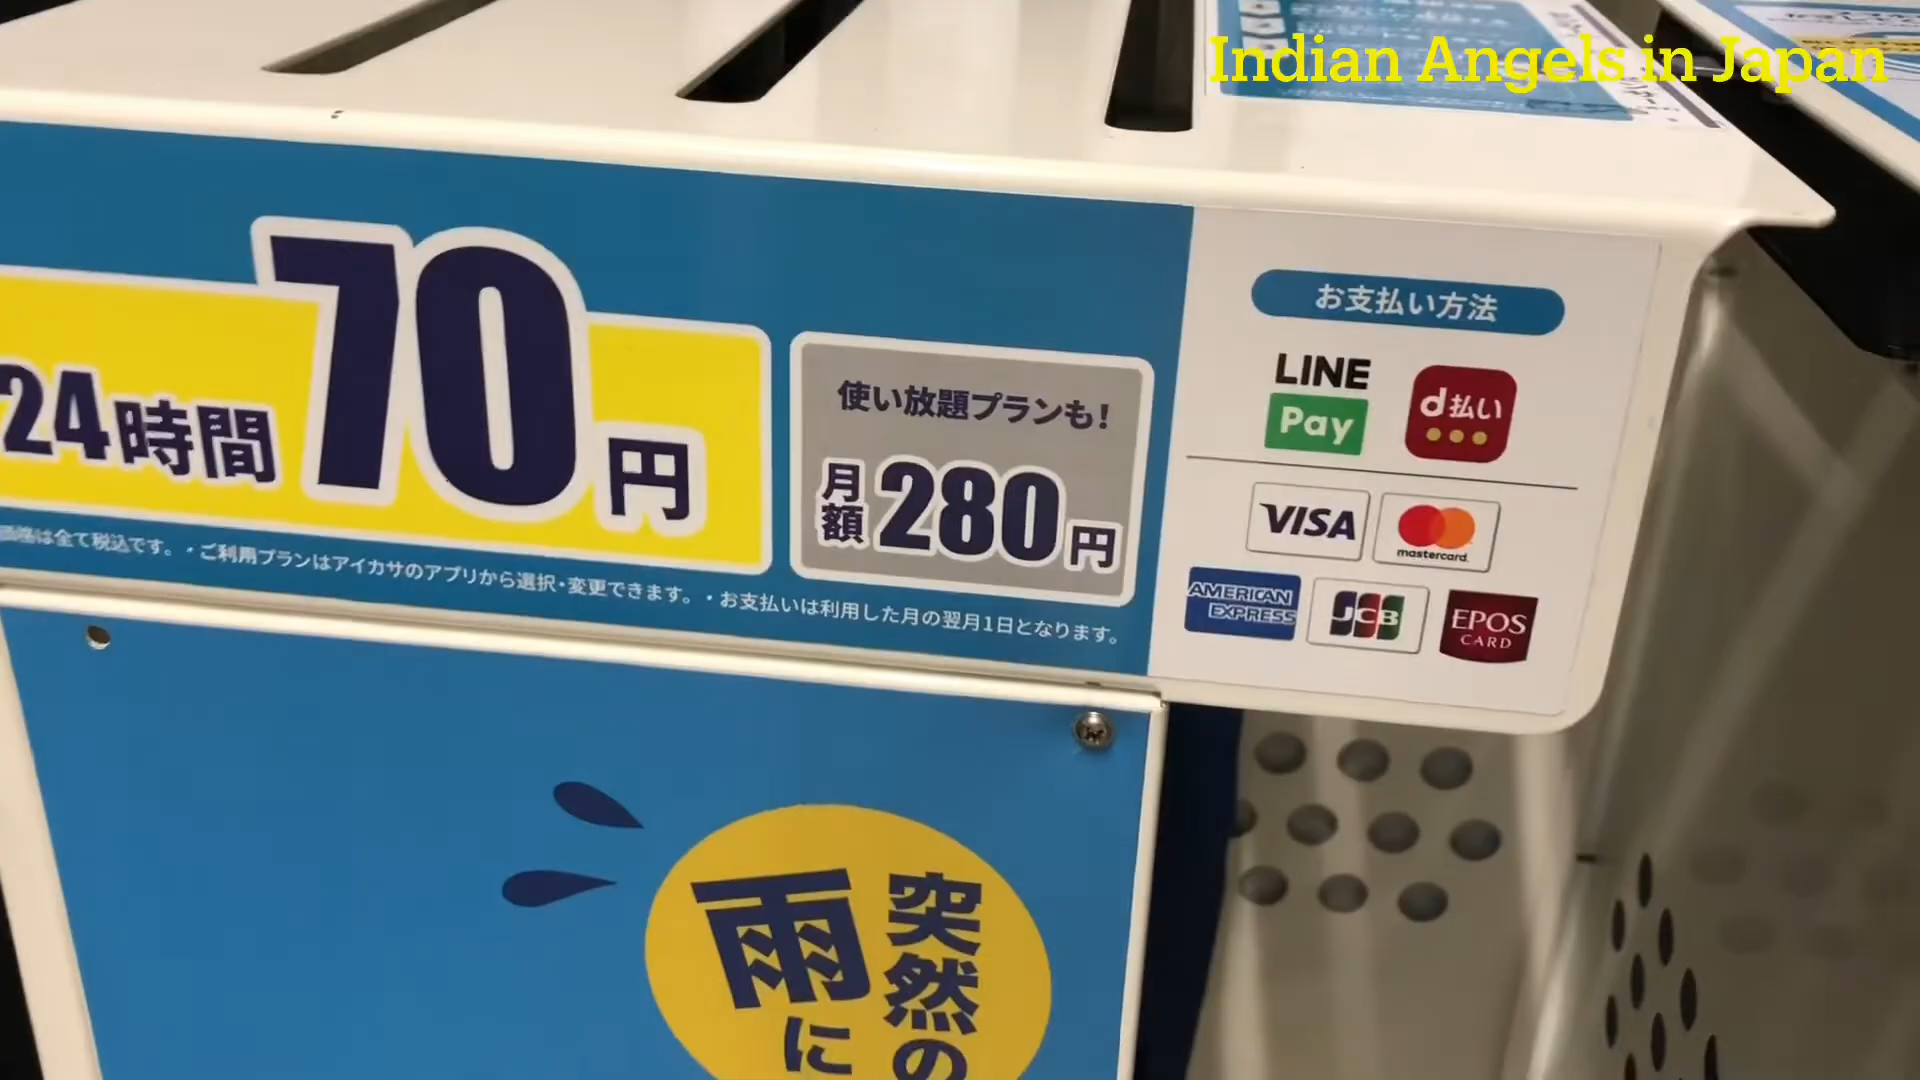 Indian Angels in Japan
24時間70円
使い放題プランも!
月額280円
価格は全て税込です。・ご利用プランはアイカサのアプリから選択・変更できます。・お支払いは利用した月の翌月1日となります。
お支払い方法
LINE Pay
d払い
VISA
mastercard.
AMERICAN EXPRESS
JCB
EPOS CARD
突然の
雨に